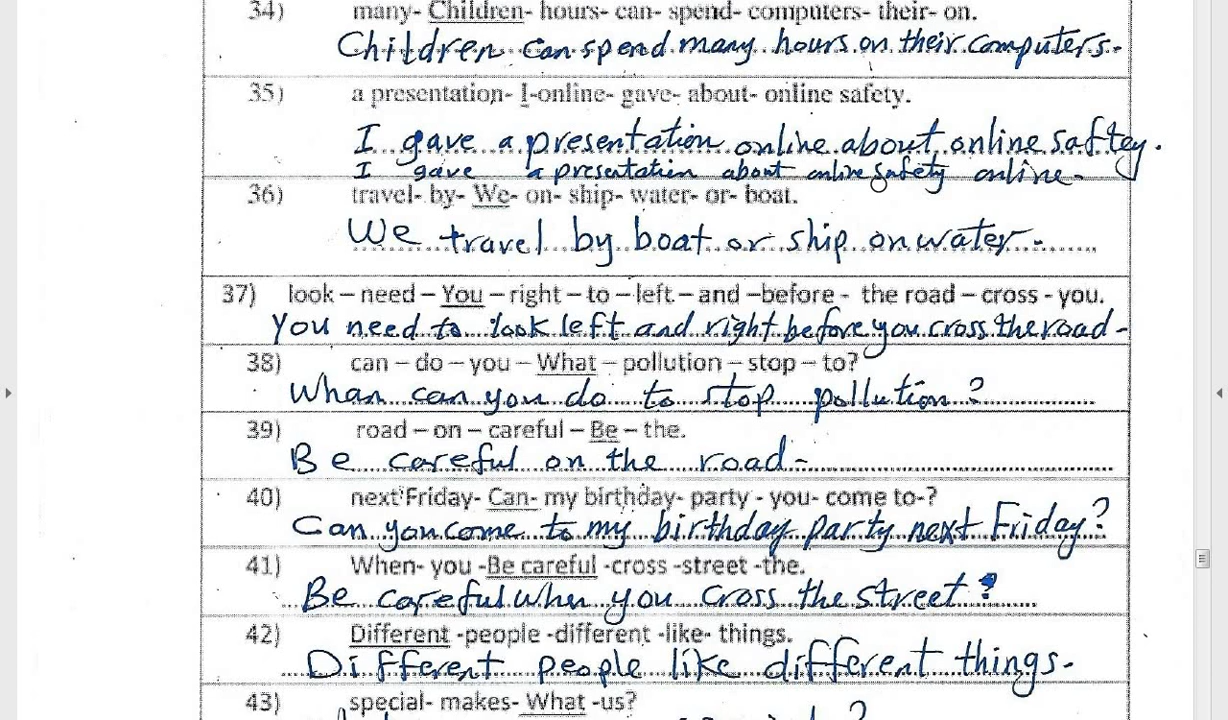 34) many- Children- hours- can- spend- computers- their- on.
Children can spend many hours on their computers.
35) a presentation- I-online- gave- about- online safety.
I gave a presentation online about online saftey.
I gave a presentation about online safety online.
36) travel- by- We- on- ship- water- or- boat.
We travel by boat or ship on water.
37) look – need – You – right – to – left – and –before - the road – cross - you.
You need to look left and right before you cross the road.
38) can – do – you – What – pollution – stop – to?
Whan can you do to stop pollution?
39) road – on – careful – Be – the.
Be careful on the road.
40) next Friday- Can- my birthday- party - you- come to-?
Can you come to my birthday party next Friday?
41) When- you -Be careful -cross -street -the.
Be careful when you cross the street?
42) Different -people -different -like- things.
Different people like different things.
43) special- makes- What -us?